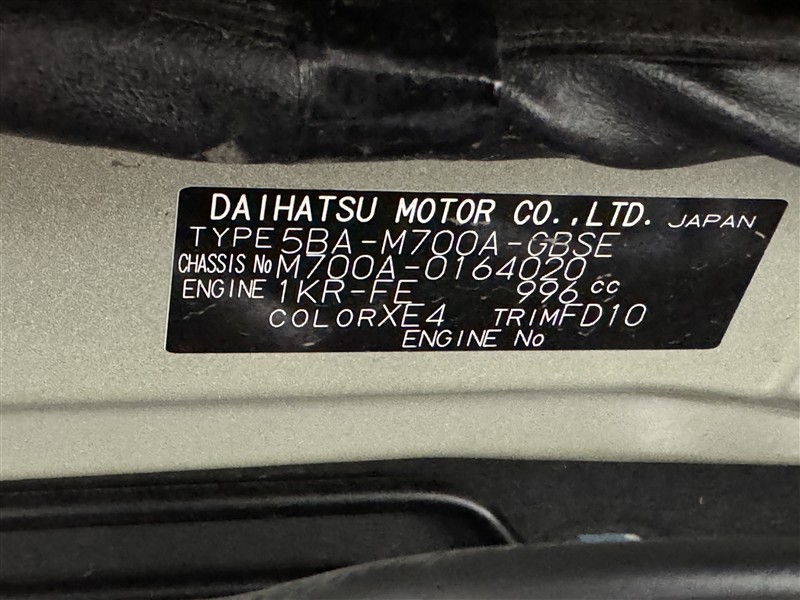 DAIHATSU MOTOR CO.,LTD. JAPAN
TYPE 5BA-M700A-GBSE
CHASSIS No M700A-0164020
ENGINE 1KR-FE 996 cc
COLOR XE4 TRIM FD10
ENGINE No